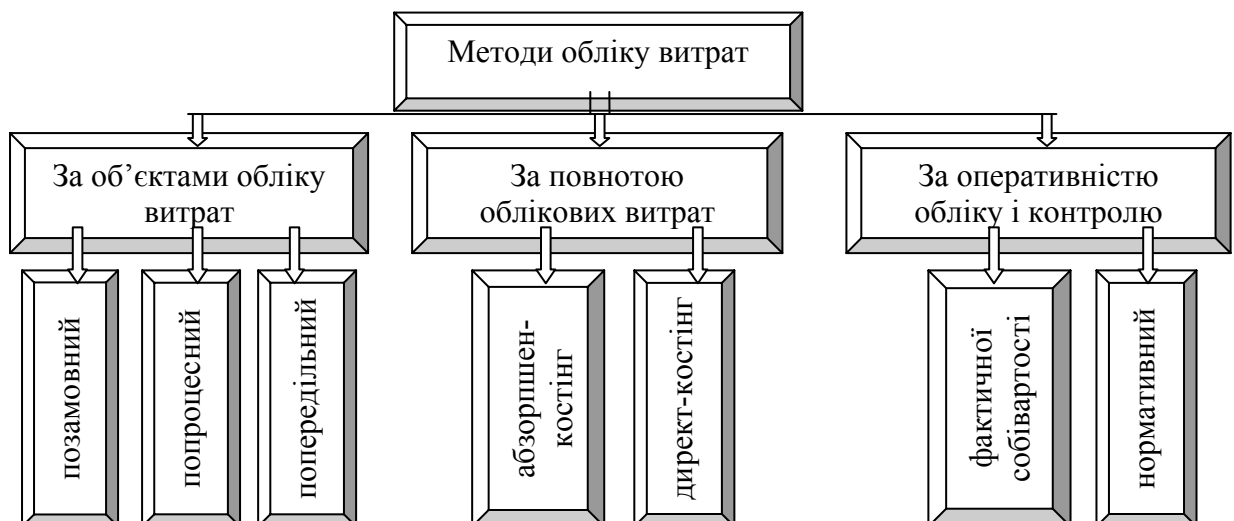 Методи обліку витрат
За об’єктами обліку
витрат
За повнотою
облікових витрат
За оперативністю
обліку і контролю
позамовний
попроцесний
попередільний
абзорпшен-
костінг
директ-костінг
фактичної
собівартості
нормативний